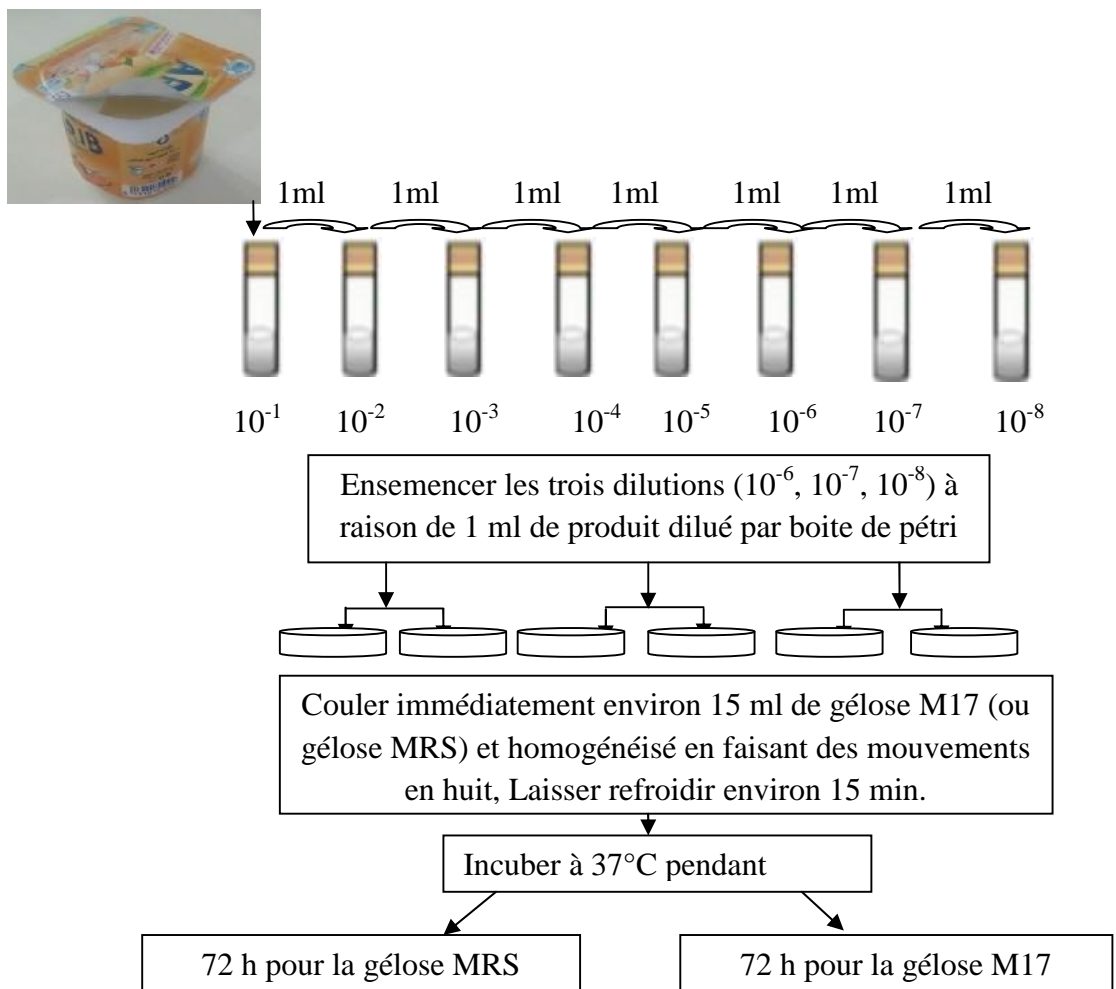 1ml 1ml 1ml 1ml 1ml 1ml 1ml
10⁻¹ 10⁻² 10⁻³ 10⁻⁴ 10⁻⁵ 10⁻⁶ 10⁻⁷ 10⁻⁸
Ensemencer les trois dilutions (10⁻⁶, 10⁻⁷, 10⁻⁸) à
raison de 1 ml de produit dilué par boite de pétri
Couler immédiatement environ 15 ml de gélose M17 (ou
gélose MRS) et homogénéisé en faisant des mouvements
en huit, Laisser refroidir environ 15 min.
Incuber à 37°C pendant
72 h pour la gélose MRS
72 h pour la gélose M17